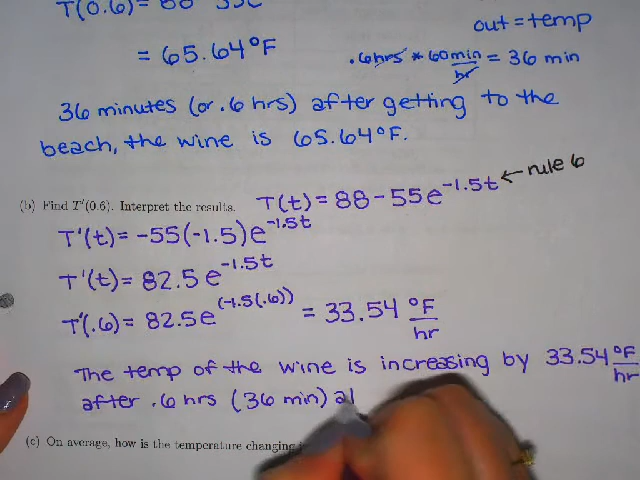 T(0.6) = 88 - 55e
= 65.64°F
out = temp
.6hrs * 60 min/hr = 36 min
36 minutes (or .6 hrs) after getting to the
beach, the wine is 65.64°F.
(b) Find T'(0.6). Interpret the results. T(t) = 88 - 55e^-1.5t ← rule 6
T'(t) = -55(-1.5)e^-1.5t
T'(t) = 82.5e^-1.5t
T'(.6) = 82.5e^(-1.5(.6)) = 33.54 °F/hr
The temp of the wine is increasing by 33.54 °F/hr
after .6 hrs (36 min) at
(c) On average, how is the temperature changing